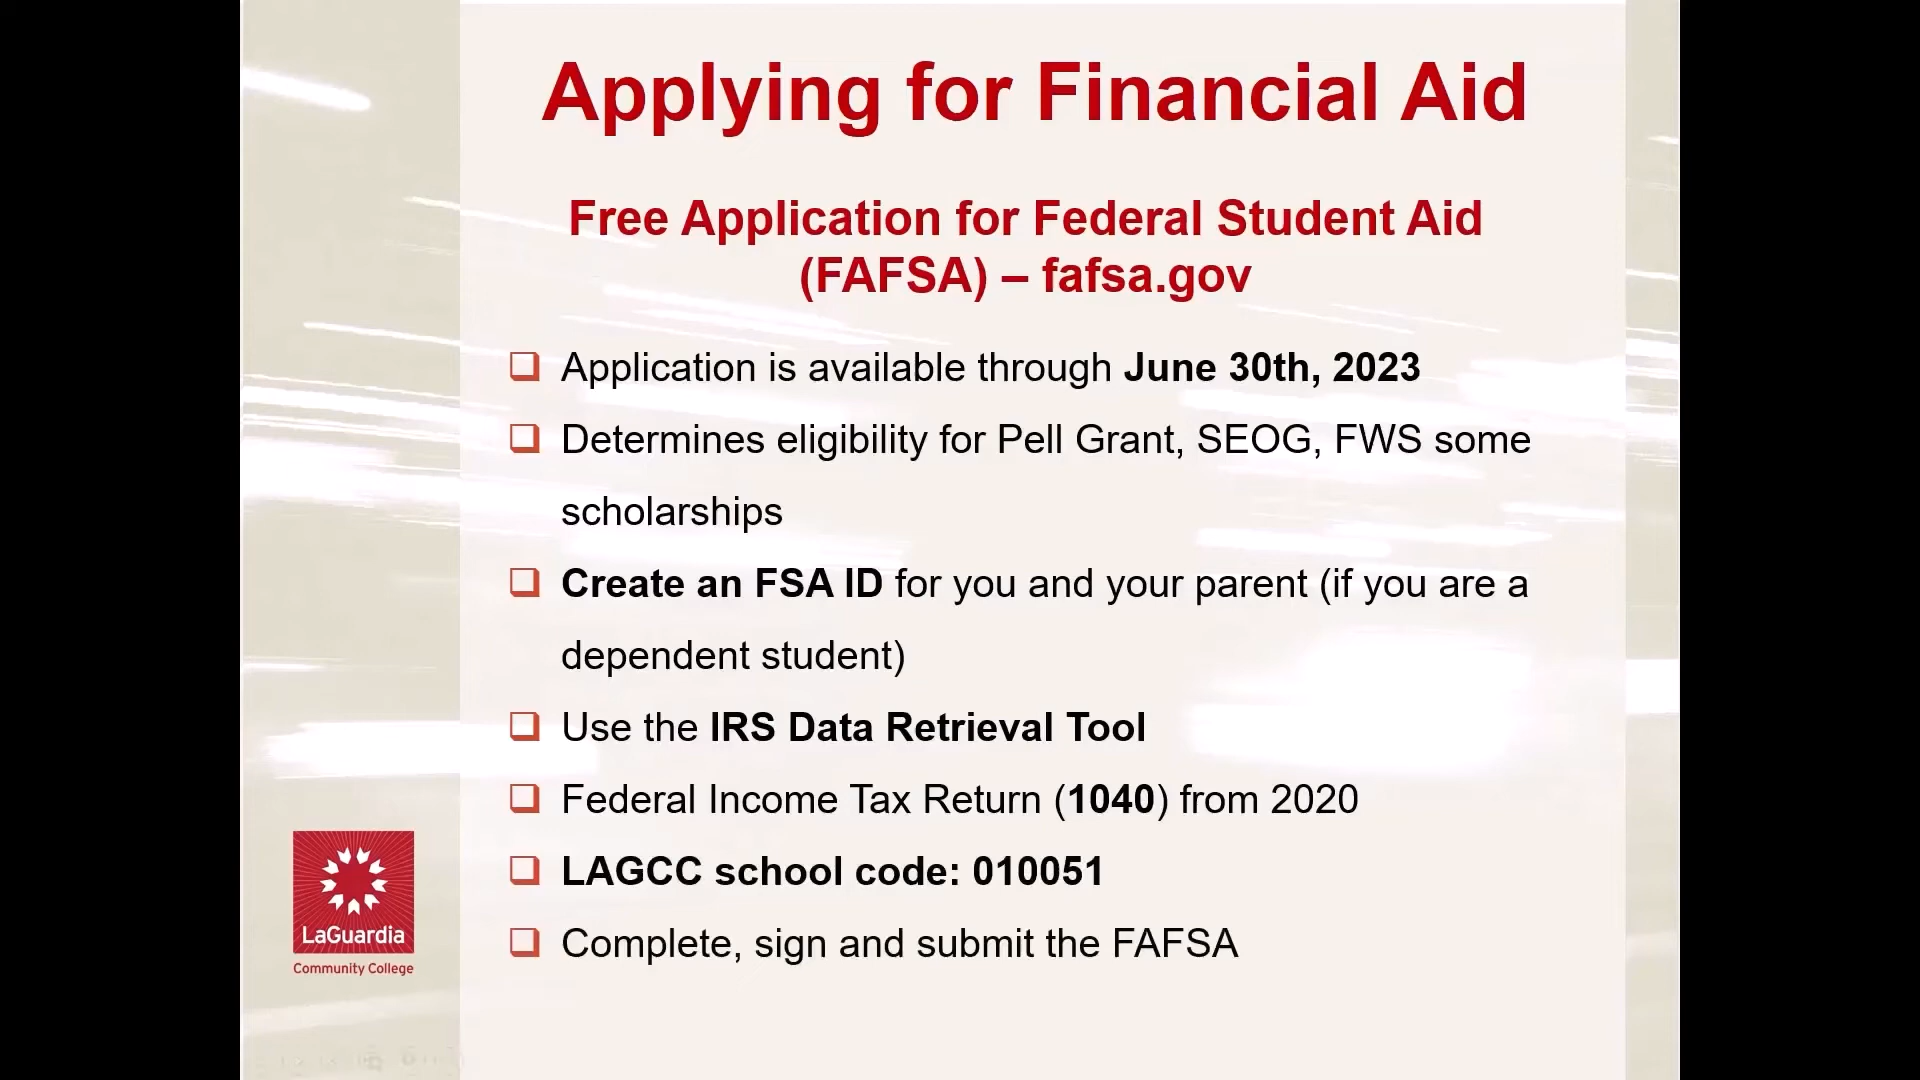 Applying for Financial Aid
Free Application for Federal Student Aid
(FAFSA) – fafsa.gov
Application is available through June 30th, 2023
Determines eligibility for Pell Grant, SEOG, FWS some
scholarships
Create an FSA ID for you and your parent (if you are a
dependent student)
Use the IRS Data Retrieval Tool
Federal Income Tax Return (1040) from 2020
LAGCC school code: 010051
Complete, sign and submit the FAFSA
LaGuardia
Community College